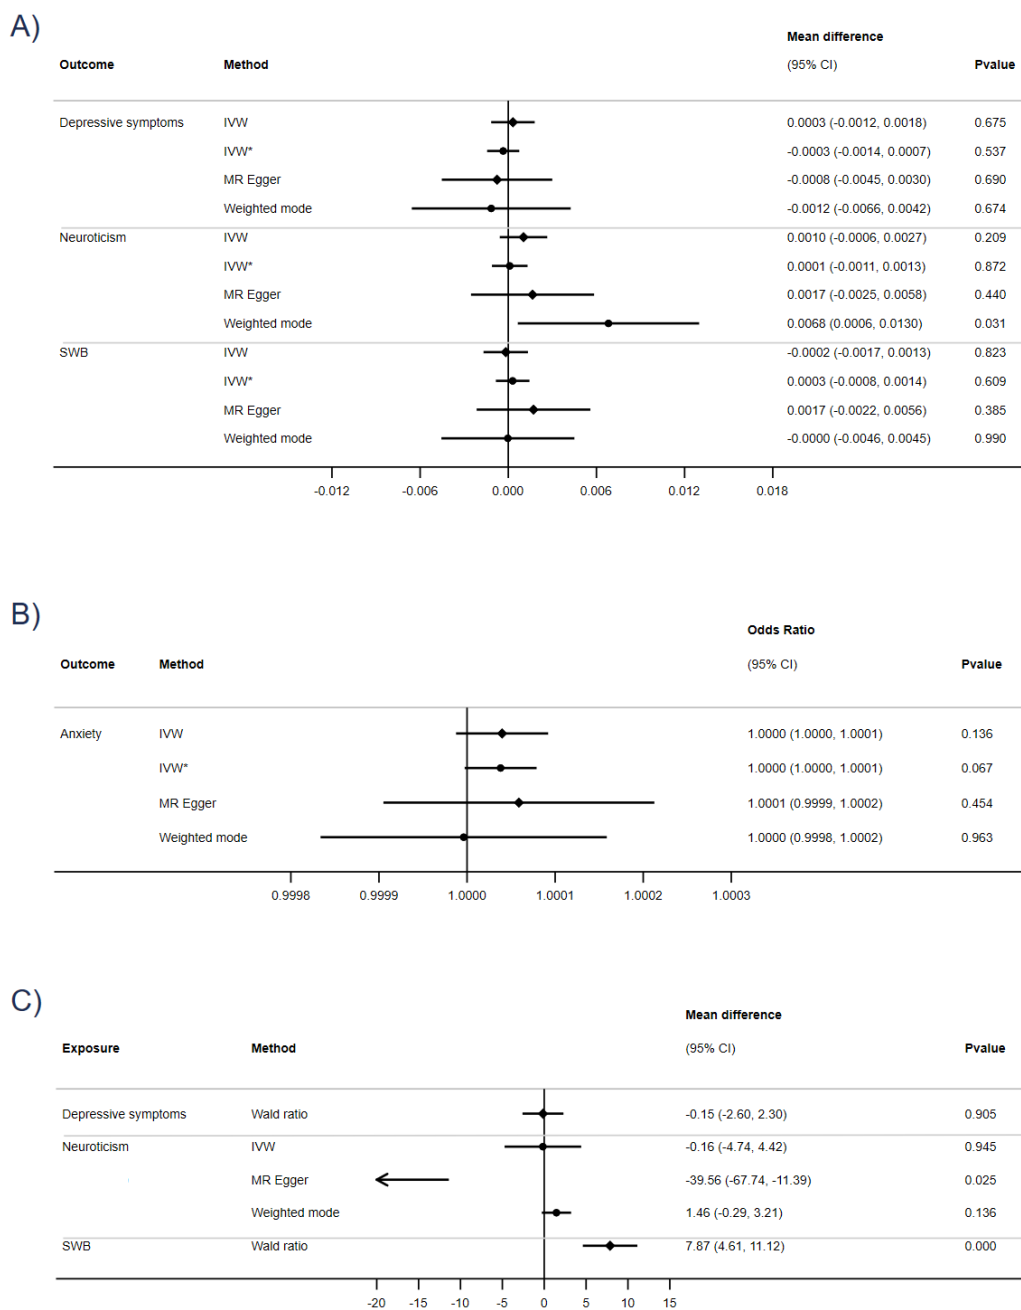 A)
Mean difference
Outcome Method (95% CI) Pvalue
Depressive symptoms IVW 0.0003 (-0.0012, 0.0018) 0.675
IVW* -0.0003 (-0.0014, 0.0007) 0.537
MR Egger -0.0008 (-0.0045, 0.0030) 0.690
Weighted mode -0.0012 (-0.0066, 0.0042) 0.674
Neuroticism IVW 0.0010 (-0.0006, 0.0027) 0.209
IVW* 0.0001 (-0.0011, 0.0013) 0.872
MR Egger 0.0017 (-0.0025, 0.0058) 0.440
Weighted mode 0.0068 (0.0006, 0.0130) 0.031
SWB IVW -0.0002 (-0.0017, 0.0013) 0.823
IVW* 0.0003 (-0.0008, 0.0014) 0.609
MR Egger 0.0017 (-0.0022, 0.0056) 0.385
Weighted mode -0.0000 (-0.0046, 0.0045) 0.990
-0.012 -0.006 0.000 0.006 0.012 0.018
B)
Odds Ratio
Outcome Method (95% CI) Pvalue
Anxiety IVW 1.0000 (1.0000, 1.0001) 0.136
IVW* 1.0000 (1.0000, 1.0001) 0.067
MR Egger 1.0001 (0.9999, 1.0002) 0.454
Weighted mode 1.0000 (0.9998, 1.0002) 0.963
0.9998 0.9999 1.0000 1.0001 1.0002 1.0003
C)
Mean difference
Exposure Method (95% CI) Pvalue
Depressive symptoms Wald ratio -0.15 (-2.60, 2.30) 0.905
Neuroticism IVW -0.16 (-4.74, 4.42) 0.945
MR Egger -39.56 (-67.74, -11.39) 0.025
Weighted mode 1.46 (-0.29, 3.21) 0.136
SWB Wald ratio 7.87 (4.61, 11.12) 0.000
-20 -15 -10 -5 0 5 10 15